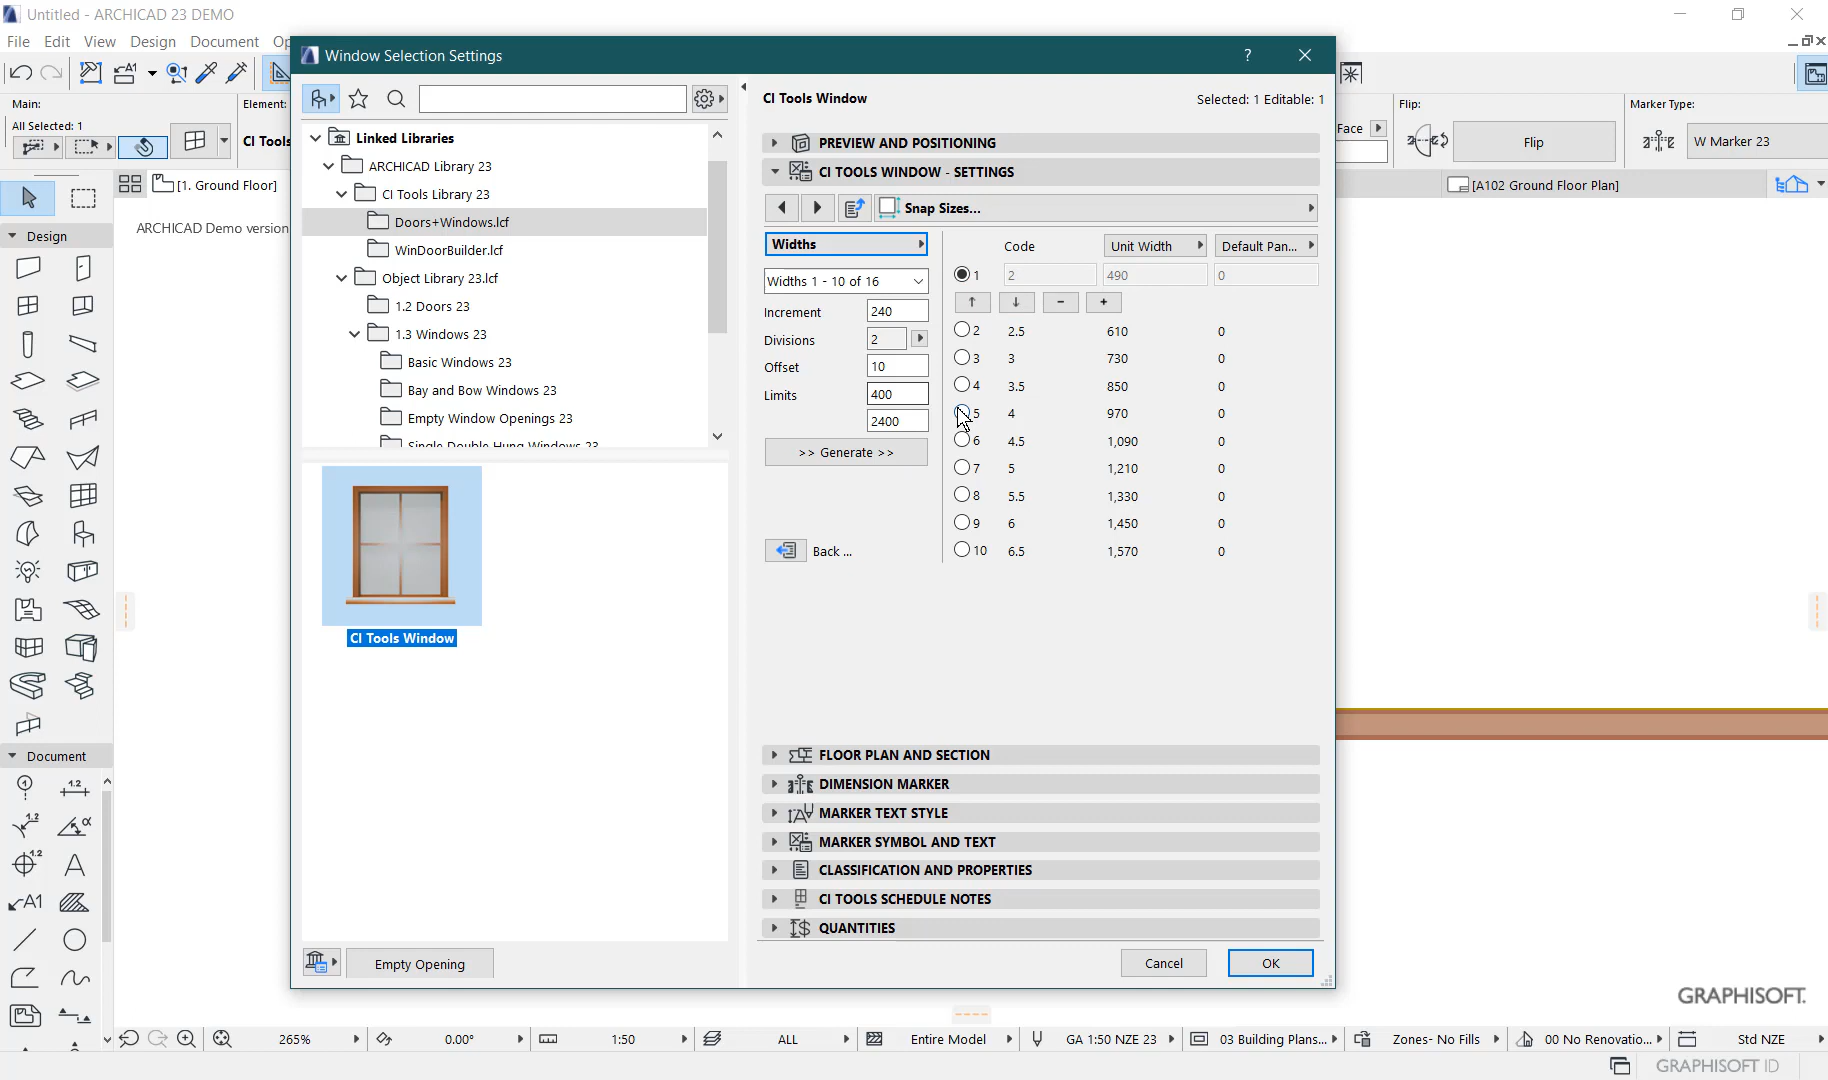 Untitled - ARCHICAD 23 DEMO
File Edit View Design Document Op
Window Selection Settings
?
Main:
All Selected: 1
Element:
CI Tools
CI Tools Window
Selected: 1 Editable: 1
Face
Flip:
Flip
Marker Type:
W Marker 23
[1. Ground Floor]
[A102 Ground Floor Plan]
ARCHICAD Demo version
Design
Document
Linked Libraries
ARCHICAD Library 23
CI Tools Library 23
Doors+Windows.lcf
WinDoorBuilder.lcf
Object Library 23.lcf
1.2 Doors 23
1.3 Windows 23
Basic Windows 23
Bay and Bow Windows 23
Empty Window Openings 23
Single Double Hung Windows 23
CI Tools Window
Empty Opening
PREVIEW AND POSITIONING
CI TOOLS WINDOW - SETTINGS
Snap Sizes...
Widths
Code Unit Width Default Pan...
Widths 1 - 10 of 16
Increment 240
Divisions 2
Offset 10
Limits 400
2400
>> Generate >>
Back ...
1 2 490 0
↑ ↓ - +
2 2.5 610 0
3 3 730 0
4 3.5 850 0
5 4 970 0
6 4.5 1,090 0
7 5 1,210 0
8 5.5 1,330 0
9 6 1,450 0
10 6.5 1,570 0
FLOOR PLAN AND SECTION
DIMENSION MARKER
MARKER TEXT STYLE
MARKER SYMBOL AND TEXT
CLASSIFICATION AND PROPERTIES
CI TOOLS SCHEDULE NOTES
QUANTITIES
Cancel OK
GRAPHISOFT.
265% 0.00° 1:50 ALL Entire Model GA 1:50 NZE 23 03 Building Plans... Zones- No Fills 00 No Renovatio... Std NZE
GRAPHISOFT ID